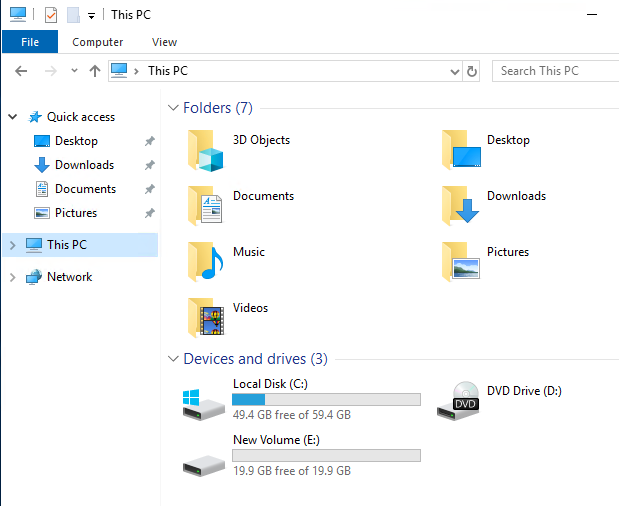 This PC
File Computer View
This PC
Search This PC
Quick access
Desktop
Downloads
Documents
Pictures
This PC
Network
Folders (7)
3D Objects
Desktop
Documents
Downloads
Music
Pictures
Videos
Devices and drives (3)
Local Disk (C:)
49.4 GB free of 59.4 GB
DVD Drive (D:)
DVD
New Volume (E:)
19.9 GB free of 19.9 GB